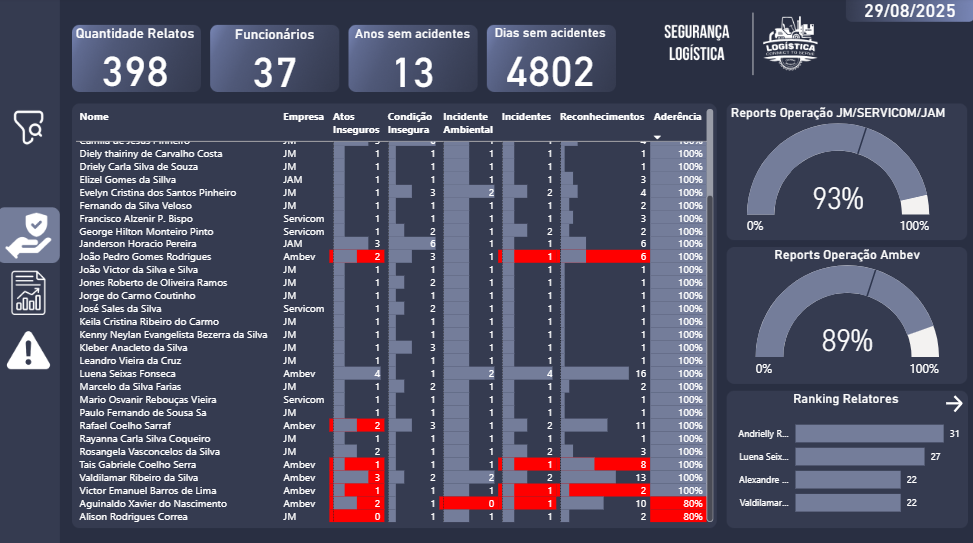 29/08/2025
Quantidade Relatos
398
Funcionários
37
Anos sem acidentes
13
Dias sem acidentes
4802
SEGURANÇA
LOGÍSTICA
LOGÍSTICA
CONNECT TO SERVE
Nome Empresa Atos Inseguros Condição Insegura Incidente Ambiental Incidentes Reconhecimentos Aderência
Diely thairiny de Carvalho Costa JM 1 1 1 1 1 100%
Driely Carla Silva de Souza JM 1 1 1 1 1 100%
Elizel Gomes da Sillva JAM 1 1 1 1 3 100%
Evelyn Cristina dos Santos Pinheiro JM 1 3 2 2 4 100%
Fernando da Silva Veloso JM 1 1 1 1 2 100%
Francisco Alzenir P. Bispo Servicom 1 1 1 1 3 100%
George Hilton Monteiro Pinto Servicom 1 2 1 1 2 100%
Janderson Horacio Pereira JAM 3 6 1 1 6 100%
João Pedro Gomes Rodrigues Ambev 2 3 1 1 6 100%
João Victor da Silva e Silva JM 1 1 1 1 1 100%
Jones Roberto de Oliveira Ramos JM 1 2 1 1 1 100%
Jorge do Carmo Coutinho JM 1 1 1 1 1 100%
José Sales da Silva Servicom 1 2 1 1 1 100%
Keila Cristina Ribeiro do Carmo JM 1 1 1 1 1 100%
Kenny Neylan Evangelista Bezerra da Silva JM 1 1 1 1 1 100%
Kleber Anacleto da Silva JM 1 3 1 1 1 100%
Leandro Vieira da Cruz JM 1 1 1 1 1 100%
Luena Seixas Fonseca Ambev 4 1 2 4 16 100%
Marcelo da Silva Farias JM 1 2 1 1 2 100%
Mario Osvanir Rebouças Vieira Servicom 1 1 1 1 1 100%
Paulo Fernando de Sousa Sa JM 1 1 1 1 1 100%
Rafael Coelho Sarraf Ambev 2 3 1 2 11 100%
Rayanna Carla Silva Coqueiro JM 1 1 1 1 1 100%
Rosangela Vasconcelos da Silva JM 2 1 1 2 3 100%
Tais Gabriele Coelho Serra Ambev 1 1 1 1 8 100%
Valdilamar Ribeiro da Silva Ambev 3 2 2 2 13 100%
Victor Emanuel Barros de Lima Ambev 1 1 1 1 2 100%
Aguinaldo Xavier do Nascimento Ambev 2 1 0 1 10 80%
Alison Rodrigues Correa JM 0 1 1 1 2 80%
Reports Operação JM/SERVICOM/JAM
93%
0% 100%
Reports Operação Ambev
89%
0% 100%
Ranking Relatores
Andrielly R... 31
Luena Seix... 27
Alexandre ... 22
Valdilamar... 22